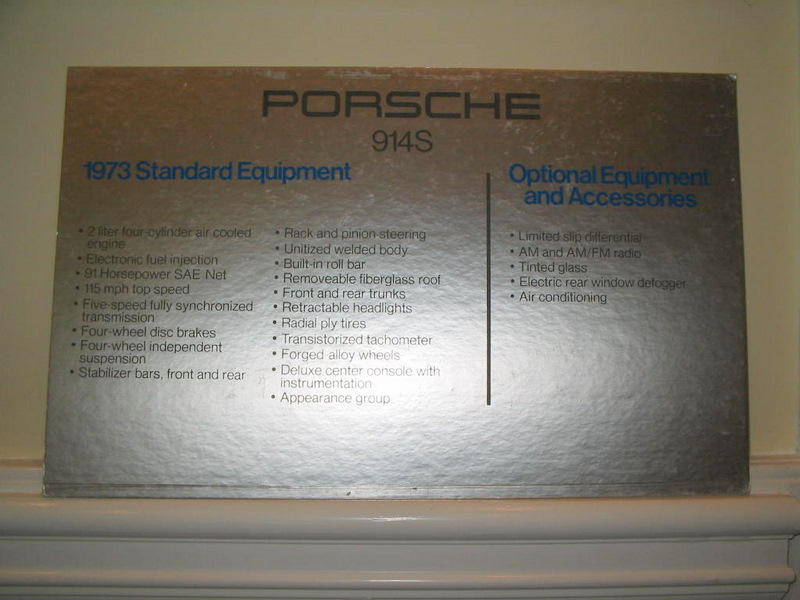 PORSCHE
914S
1973 Standard Equipment
• 2 liter four-cylinder air cooled
engine
• Electronic fuel injection
• 91 Horsepower SAE Net
• 115 mph top speed
• Five-speed fully synchronized
transmission
• Four-wheel disc brakes
• Four-wheel independent
suspension
• Stabilizer bars, front and rear
• Rack and pinion steering
• Unitized welded body
• Built-in roll bar
• Removeable fiberglass roof
• Front and rear trunks
• Retractable headlights
• Radial ply tires
• Transistorized tachometer
• Forged alloy wheels
• Deluxe center console with
instrumentation
• Appearance group
Optional Equipment
and Accessories
• Limited slip differential
• AM and AM/FM radio
• Tinted glass
• Electric rear window defogger
• Air conditioning